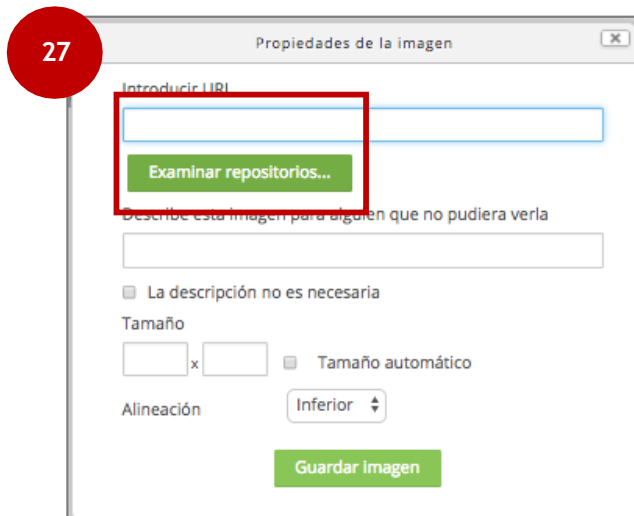 27
Propiedades de la imagen
Introducir URL
Examinar repositorios...
Describe esta imagen para alguien que no pudiera verla
La descripción no es necesaria
Tamaño
x
Tamaño automático
Alineación
Inferior
Guardar imagen